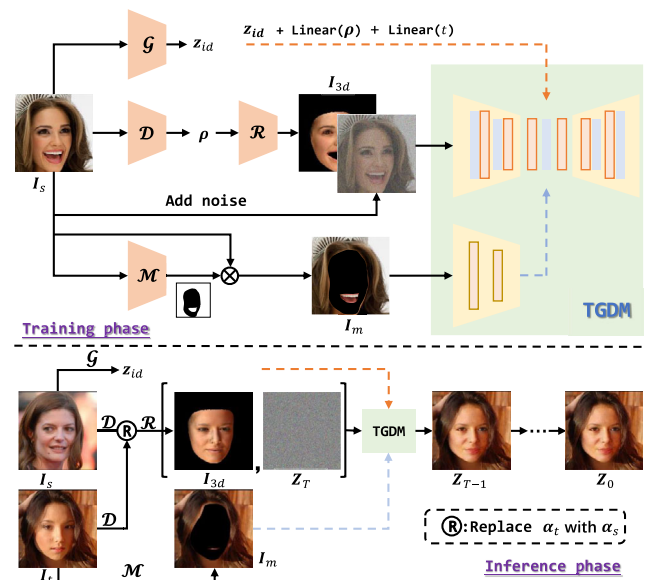 𝒢
z_id
z_id + Linear(ρ) + Linear(t)
I_3d
𝒟
ρ
ℛ
I_s
Add noise
ℳ
I_m
TGDM
Training phase
𝒢
z_id
𝒟
Ⓡ
ℛ
TGDM
I_s
I_3d
,
Z_T
Z_{T−1}
...
Z_0
𝒟
Ⓡ:Replace α_t with α_s
I_t
ℳ
I_m
Inference phase